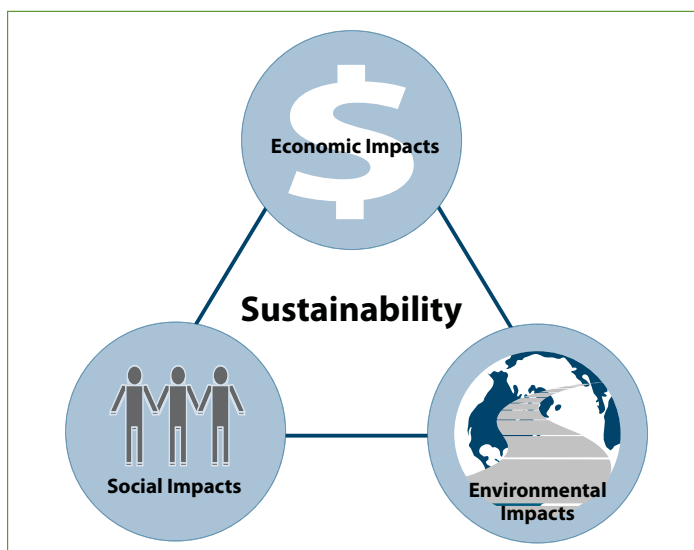 $
Economic Impacts
Sustainability
Social Impacts
Environmental
Impacts